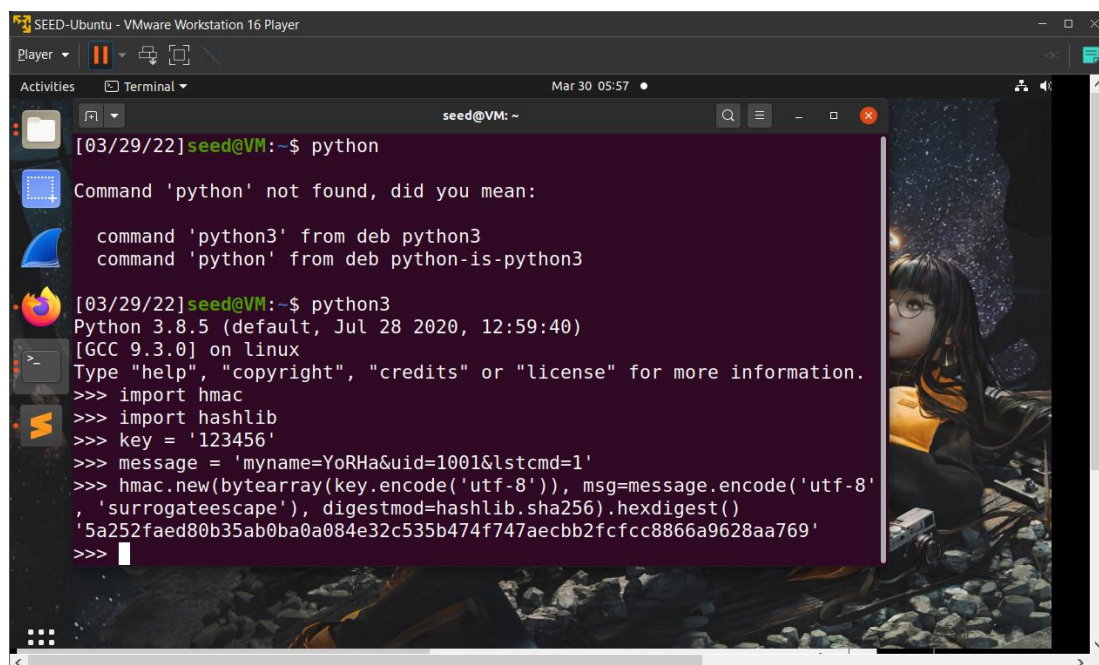 SEED-Ubuntu - VMware Workstation 16 Player
Player
Activities
Terminal
Mar 30 05:57
seed@VM: ~
[03/29/22]seed@VM:~$ python
Command 'python' not found, did you mean:
command 'python3' from deb python3
command 'python' from deb python-is-python3
[03/29/22]seed@VM:~$ python3
Python 3.8.5 (default, Jul 28 2020, 12:59:40)
[GCC 9.3.0] on linux
Type "help", "copyright", "credits" or "license" for more information.
>>> import hmac
>>> import hashlib
>>> key = '123456'
>>> message = 'myname=YoRHa&uid=1001&lstcmd=1'
>>> hmac.new(bytearray(key.encode('utf-8')), msg=message.encode('utf-8'
, 'surrogateescape'), digestmod=hashlib.sha256).hexdigest()
'5a252faed80b35ab0ba0a084e32c535b474f747aecbb2fcfcc8866a9628aa769'
>>>